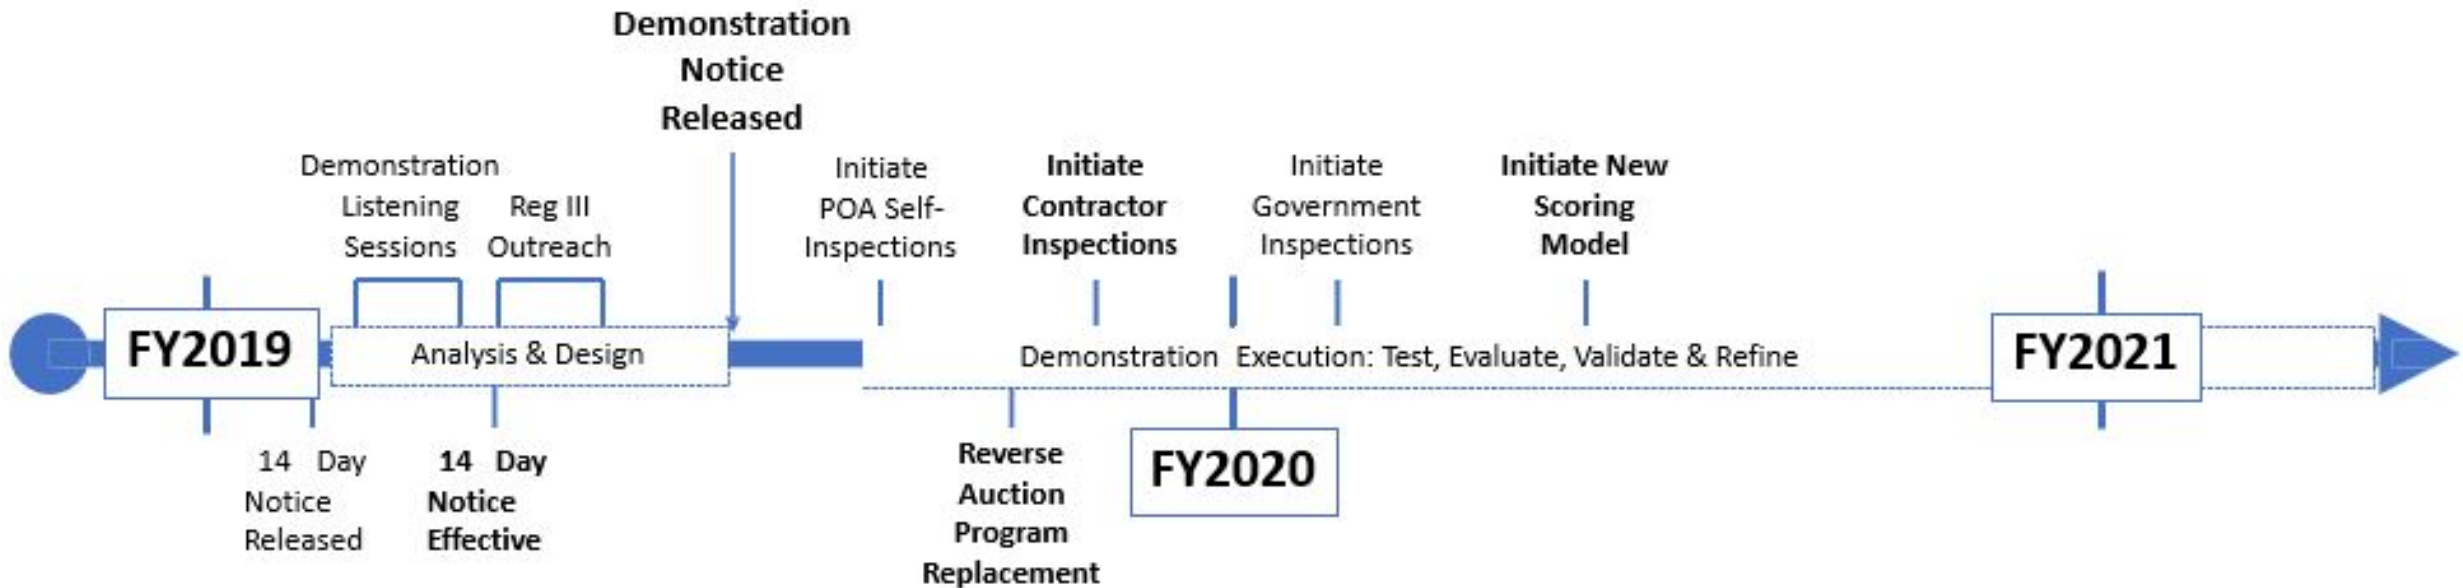 Demonstration
Notice
Released
Demonstration
Listening
Sessions
Reg III
Outreach
Initiate
POA Self-
Inspections
Initiate
Contractor
Inspections
Initiate
Government
Inspections
Initiate New
Scoring
Model
FY2019
Analysis & Design
Demonstration Execution: Test, Evaluate, Validate & Refine
FY2021
14 Day
Notice
Released
14 Day
Notice
Effective
Reverse
Auction
Program
Replacement
FY2020